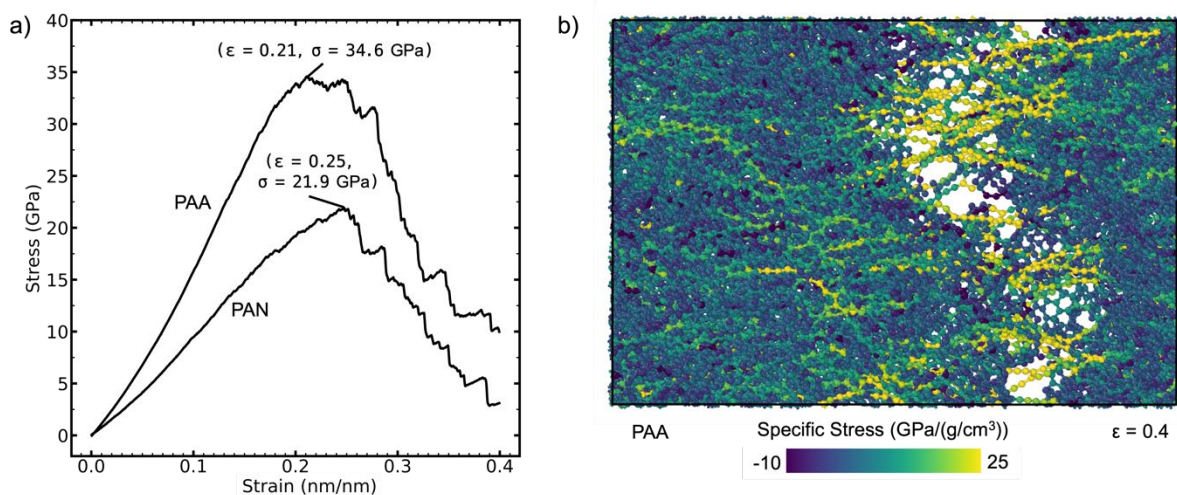 a)
40
35
30
25
20
15
10
5
0
Stress (GPa)
(ε = 0.21, σ = 34.6 GPa)
(ε = 0.25,
σ = 21.9 GPa)
PAA
PAN
0.0 0.1 0.2 0.3 0.4
Strain (nm/nm)
b)
PAA Specific Stress (GPa/(g/cm³)) ε = 0.4
-10 25